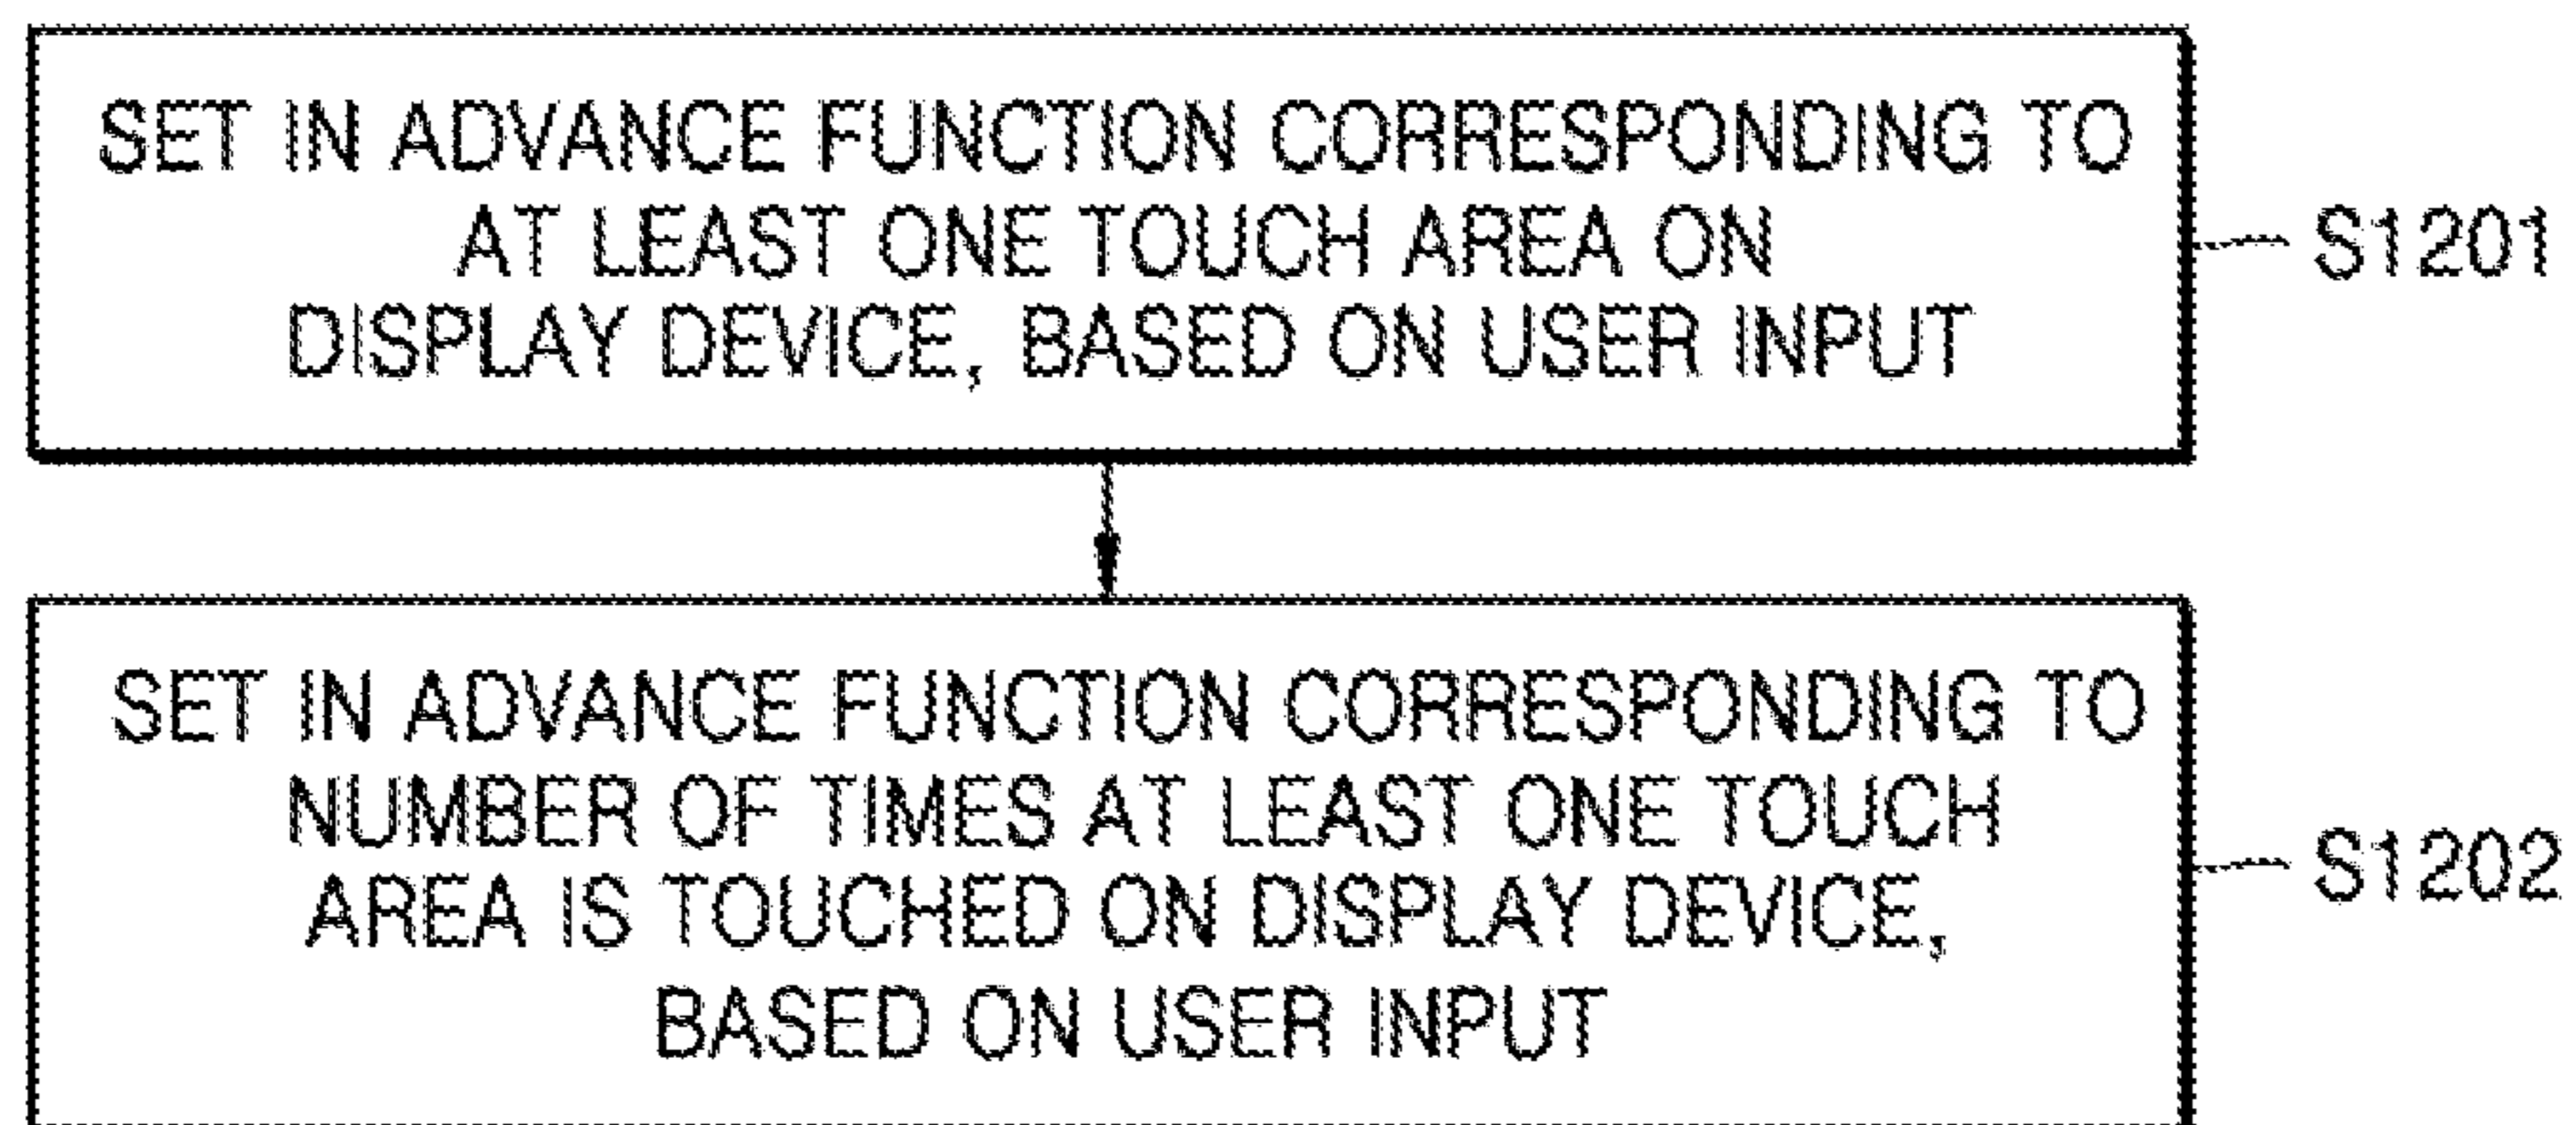 SET IN ADVANCE FUNCTION CORRESPONDING TO
AT LEAST ONE TOUCH AREA ON
DISPLAY DEVICE, BASED ON USER INPUT
S1201
SET IN ADVANCE FUNCTION CORRESPONDING TO
NUMBER OF TIMES AT LEAST ONE TOUCH
AREA IS TOUCHED ON DISPLAY DEVICE,
BASED ON USER INPUT
S1202